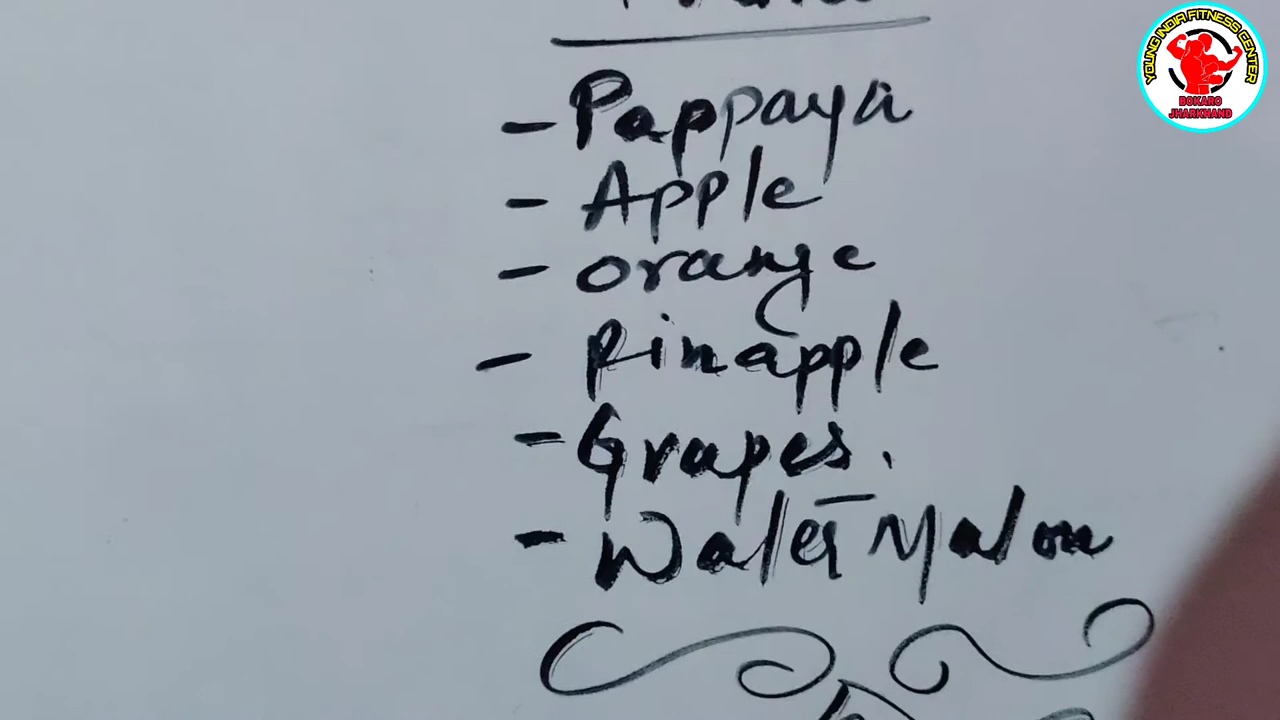 - Pappaya
- Apple
- orange
- Pinapple
- Grapes.
- Water Malon
YOUNG INDIA FITNESS CENTER
BOKARO
JHARKHAND